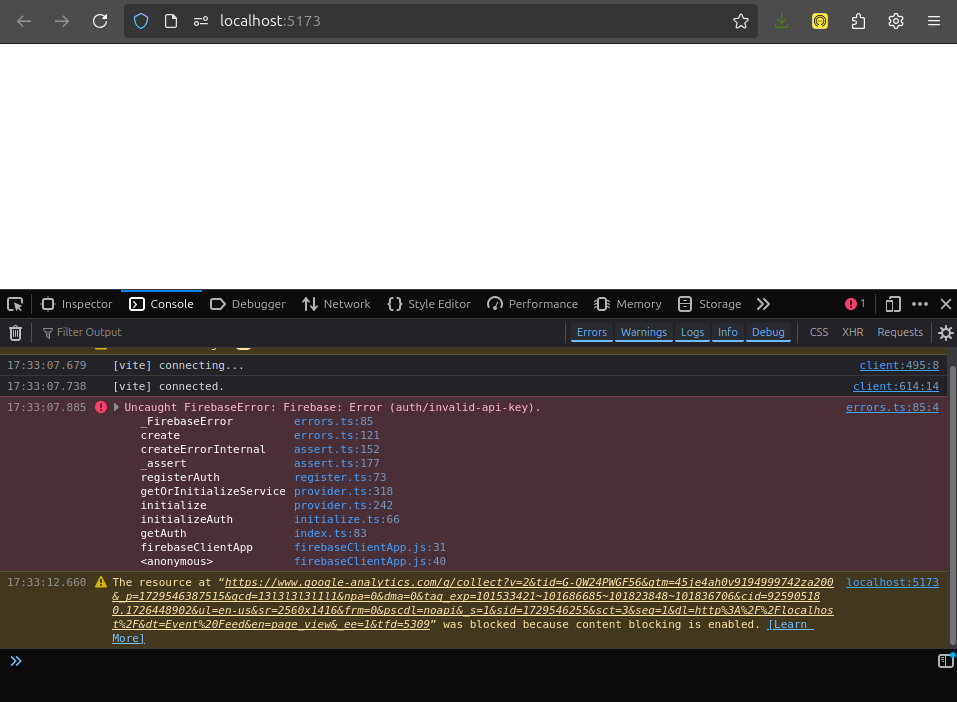 localhost:5173
Inspector Console Debugger Network Style Editor Performance Memory Storage 1
Filter Output Errors Warnings Logs Info Debug CSS XHR Requests
17:33:07.679 [vite] connecting... client:495:8
17:33:07.738 [vite] connected. client:614:14
17:33:07.885 Uncaught FirebaseError: Firebase: Error (auth/invalid-api-key). errors.ts:85:4
_FirebaseError errors.ts:85
create errors.ts:121
createErrorInternal assert.ts:152
_assert assert.ts:177
registerAuth register.ts:73
getOrInitializeService provider.ts:318
initialize provider.ts:242
initializeAuth initialize.ts:66
getAuth index.ts:83
firebaseClientApp firebaseClientApp.js:31
<anonymous> firebaseClientApp.js:40
17:33:12.660 The resource at “https://www.google-analytics.com/g/collect?v=2&tid=G-QW24PWGF56&gtm=45je4ah0v9194999742za200 localhost:5173
&_p=1729546387515&gcd=13l3l3l3l1l1&npa=0&dma=0&tag_exp=101533421~101686685~101823848~101836706&cid=92590518
0.1726448902&ul=en-us&sr=2560x1416&frm=0&pscdl=noapi&_s=1&sid=1729546255&sct=3&seg=1&dl=http%3A%2F%2Flocalhos
t%2F&dt=Event%20Feed&en=page_view&_ee=1&tfd=5309” was blocked because content blocking is enabled. [Learn
More]